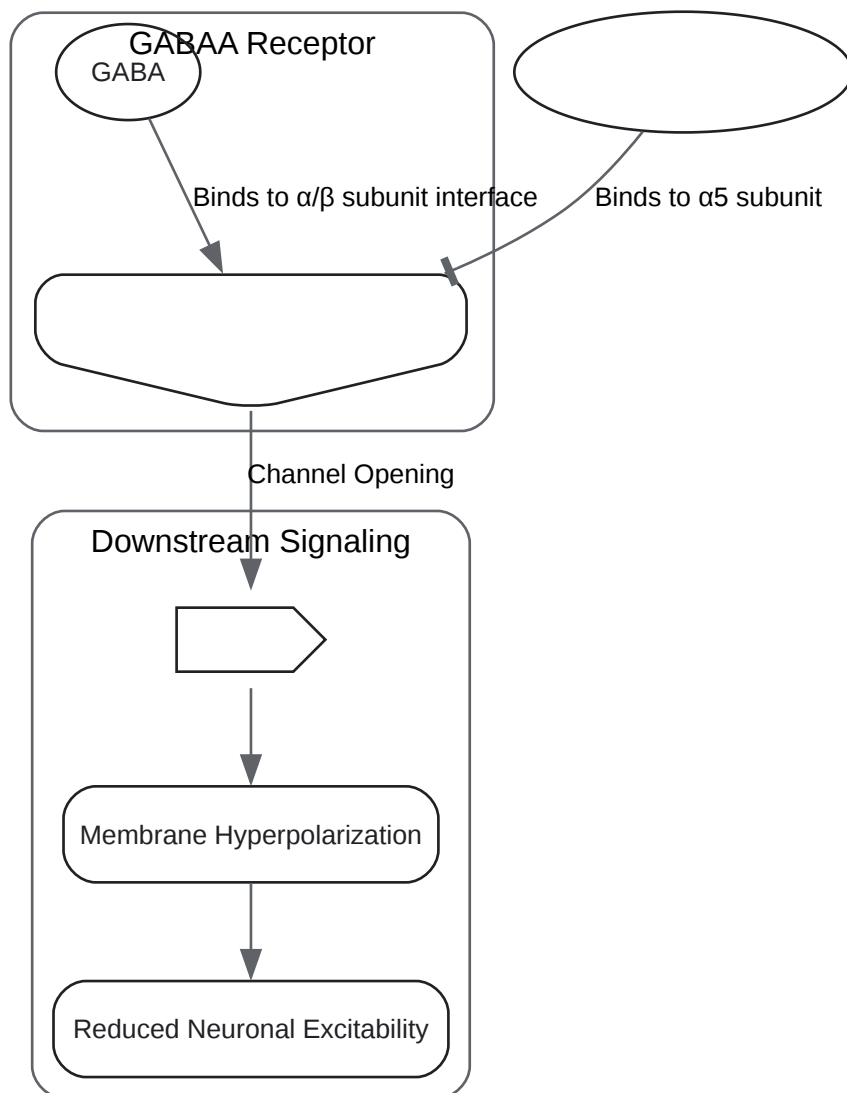 GABAA Receptor
GABA
Binds to α/β subunit interface
Binds to α5 subunit
Channel Opening
Downstream Signaling
Membrane Hyperpolarization
Reduced Neuronal Excitability